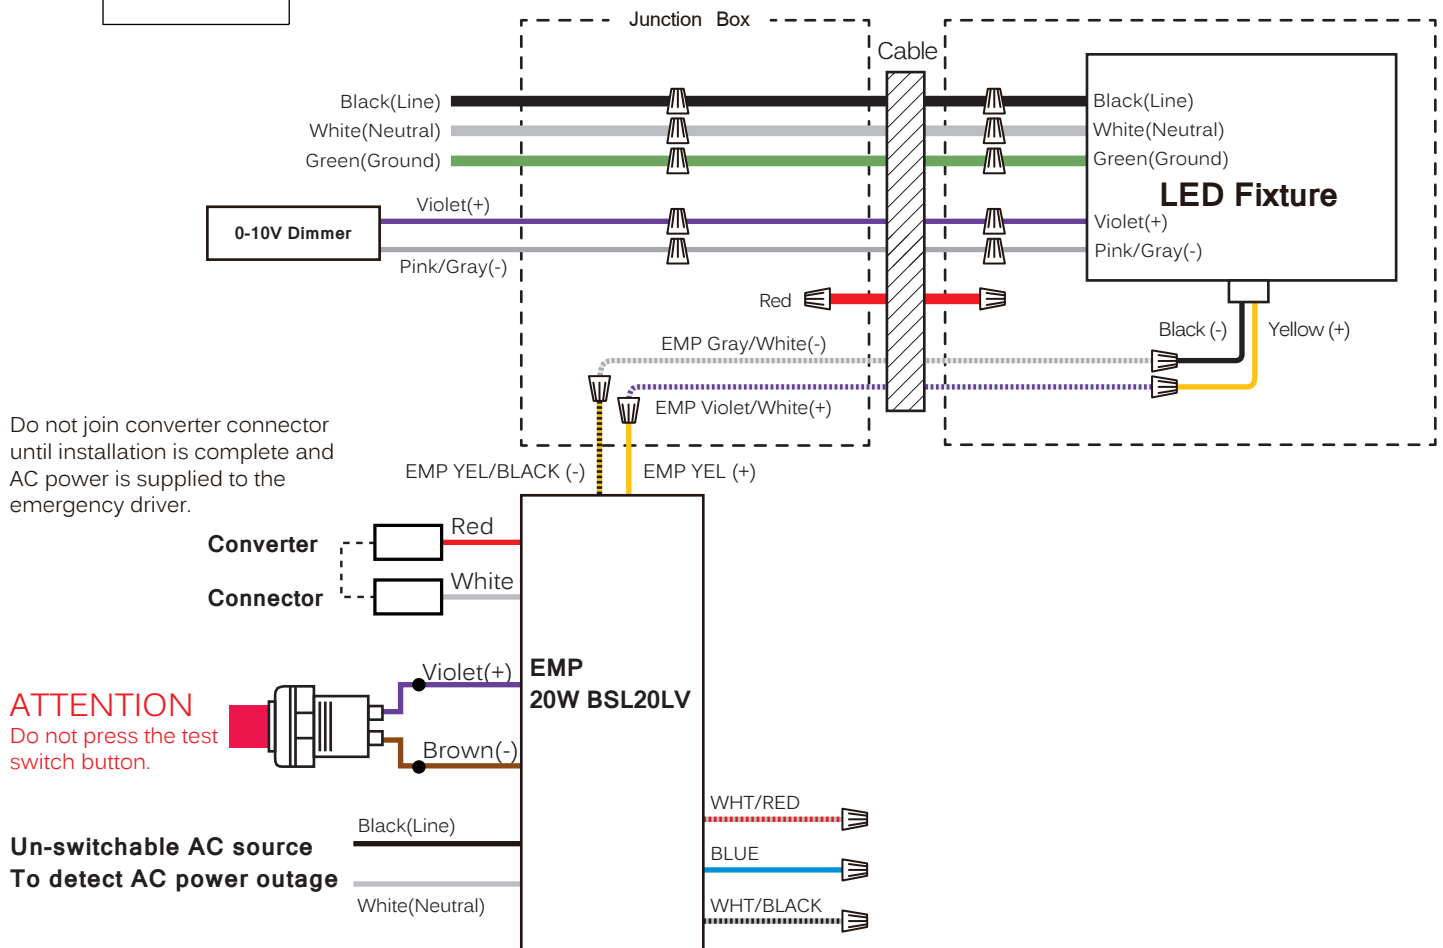 Junction Box
Cable
Black(Line)
White(Neutral)
Green(Ground)
Black(Line)
White(Neutral)
Green(Ground)
LED Fixture
Violet(+)
0-10V Dimmer
Pink/Gray(-)
Violet(+)
Pink/Gray(-)
Red
Black (-)
Yellow (+)
EMP Gray/White(-)
EMP Violet/White(+)
Do not join converter connector
until installation is complete and
AC power is supplied to the
emergency driver.
EMP YEL/BLACK (-)
EMP YEL (+)
Converter
Red
Connector
White
Violet(+)
EMP
20W BSL20LV
ATTENTION
Do not press the test
switch button.
Brown(-)
WHT/RED
Black(Line)
Un-switchable AC source
To detect AC power outage
BLUE
White(Neutral)
WHT/BLACK